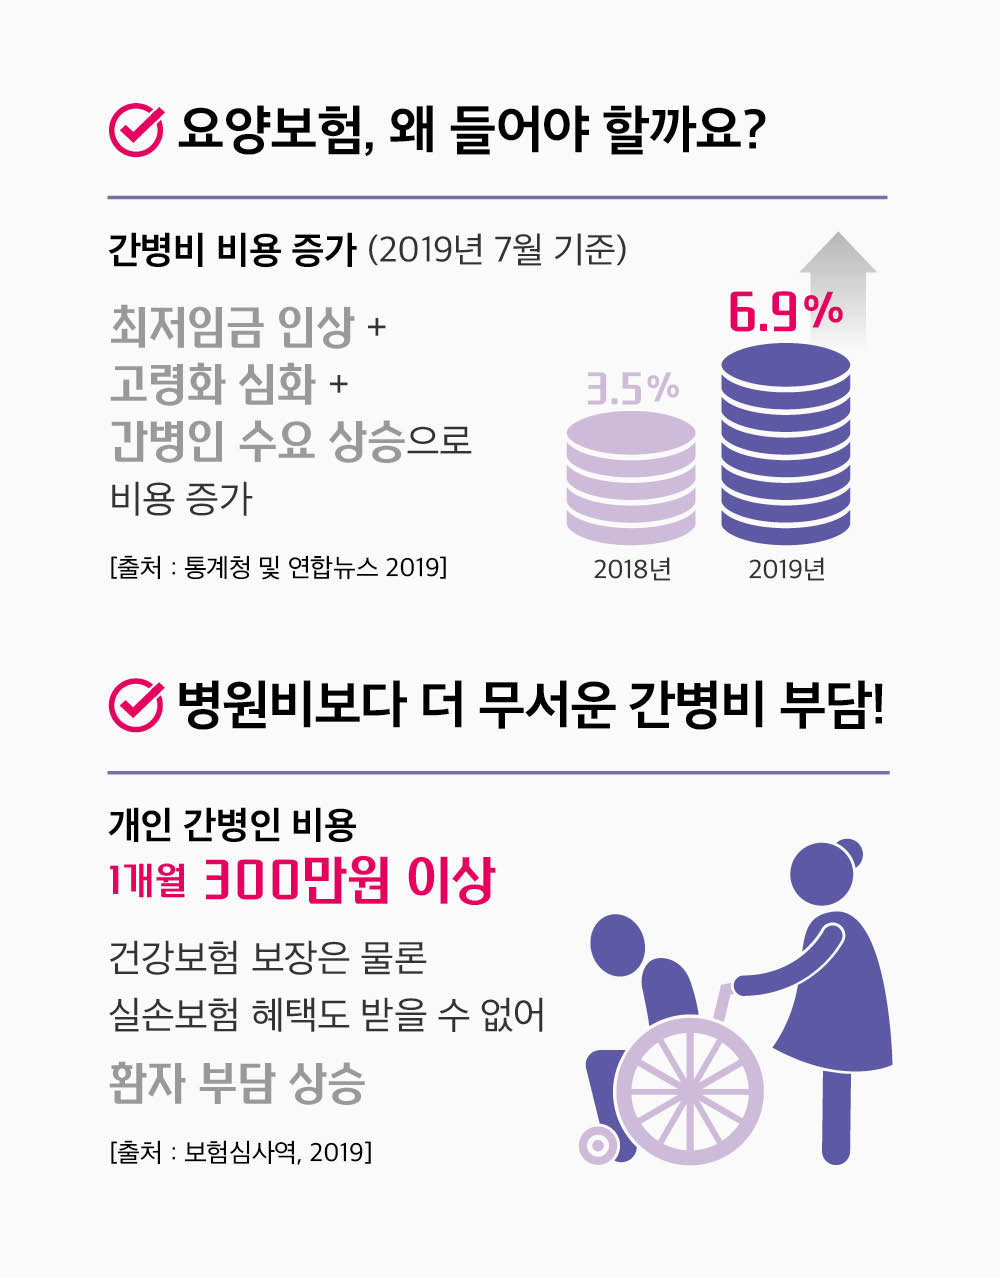 요양보험, 왜 들어야 할까요?
간병비 비용 증가 (2019년 7월 기준)
최저임금 인상 +
고령화 심화 +
간병인 수요 상승으로
비용 증가
[출처 : 통계청 및 연합뉴스 2019]
6.9%
3.5%
2018년
2019년
병원비보다 더 무서운 간병비 부담!
개인 간병인 비용
1개월 300만원 이상
건강보험 보장은 물론
실손보험 혜택도 받을 수 없어
환자 부담 상승
[출처 : 보험심사역, 2019]